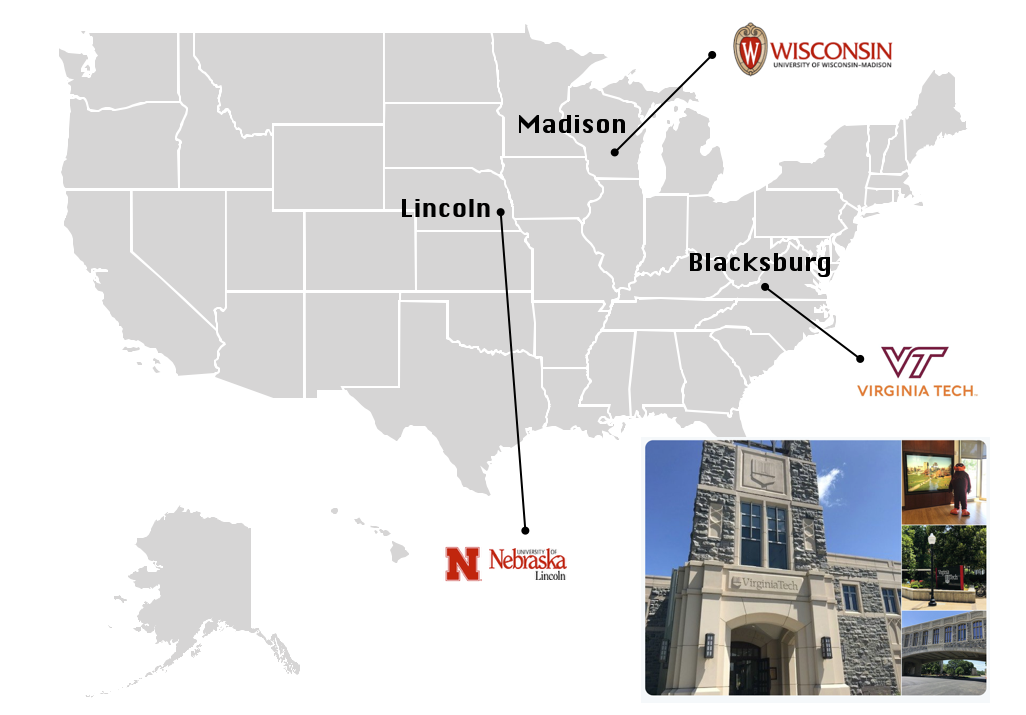 WISCONSIN
UNIVERSITY OF WISCONSIN–MADISON
Madison
Lincoln
Blacksburg
VT
VIRGINIA TECH
N
UNIVERSITY OF
Nebraska
Lincoln
VirginiaTech